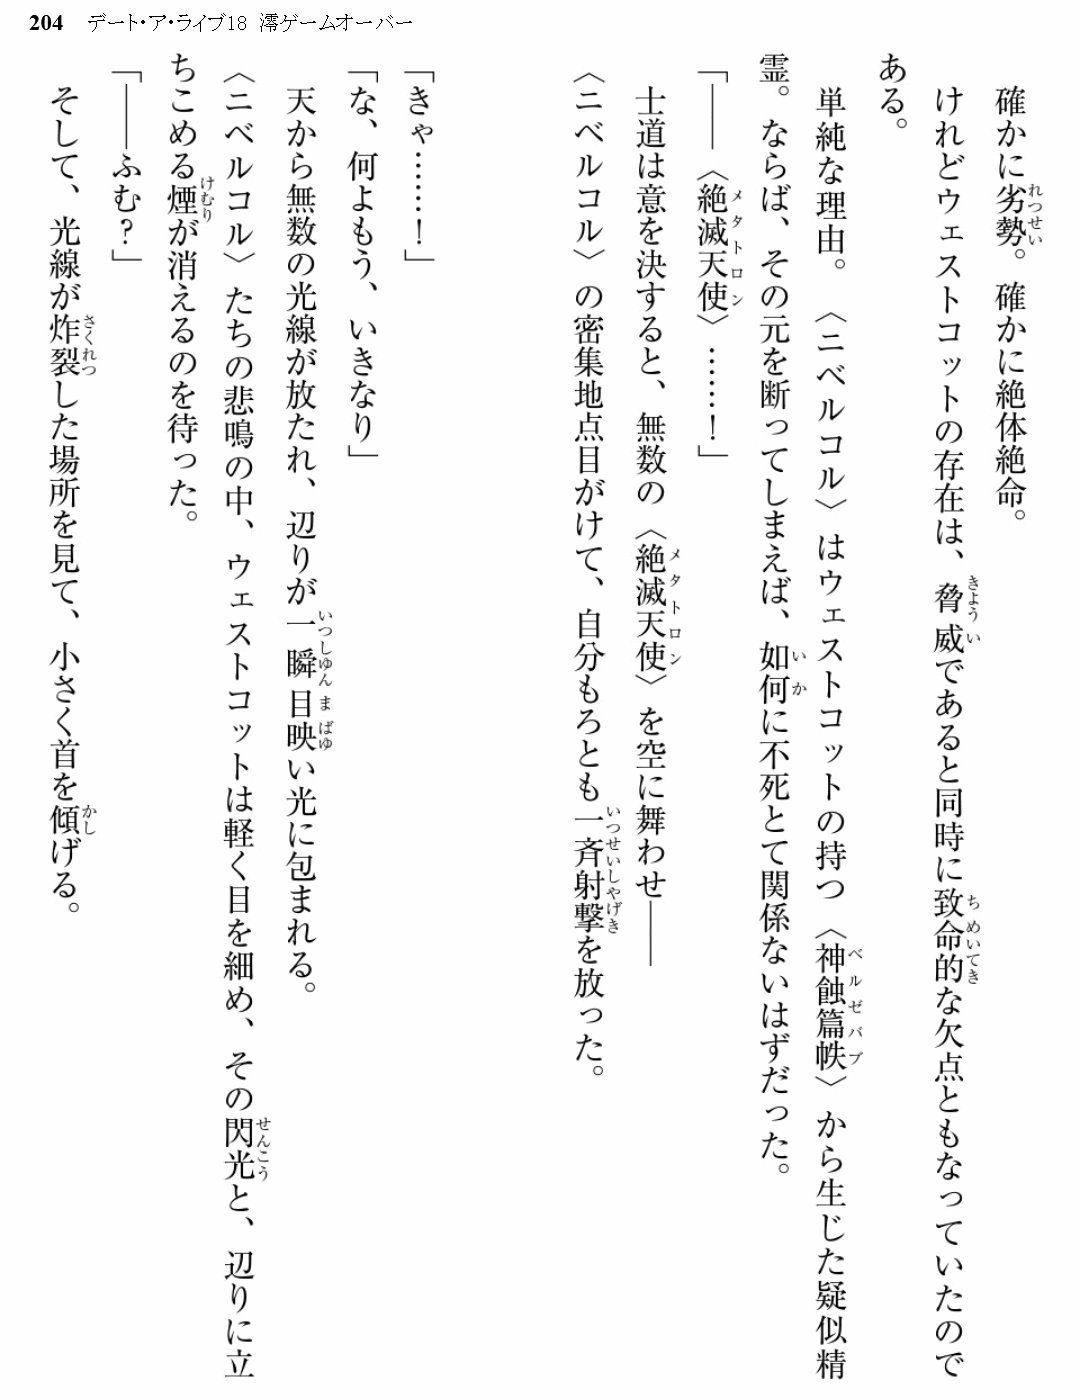 204 デート・ア・ライブ18 澪ゲームオーバー
確かに劣勢。確かに絶体絶命。
けれどウェストコットの存在は、脅威であると同時に致命的な欠点ともなっていたので
ある。
単純な理由。〈ニベルコル〉はウェストコットの持つ〈神蝕篇帙〉から生じた疑似精
霊。ならば、その元を断ってしまえば、如何に不死とて関係ないはずだった。
「――〈絶滅天使〉……！」
士道は意を決すると、無数の〈絶滅天使〉を空に舞わせ――
〈ニベルコル〉の密集地点目がけて、自分もろとも一斉射撃を放った。
「きゃ……！」
「な、何よもう、いきなり」
天から無数の光線が放たれ、辺りが一瞬目映い光に包まれる。
〈ニベルコル〉たちの悲鳴の中、ウェストコットは軽く目を細め、その閃光と、辺りに立
ちこめる煙が消えるのを待った。
「――ふむ？」
そして、光線が炸裂した場所を見て、小さく首を傾げる。